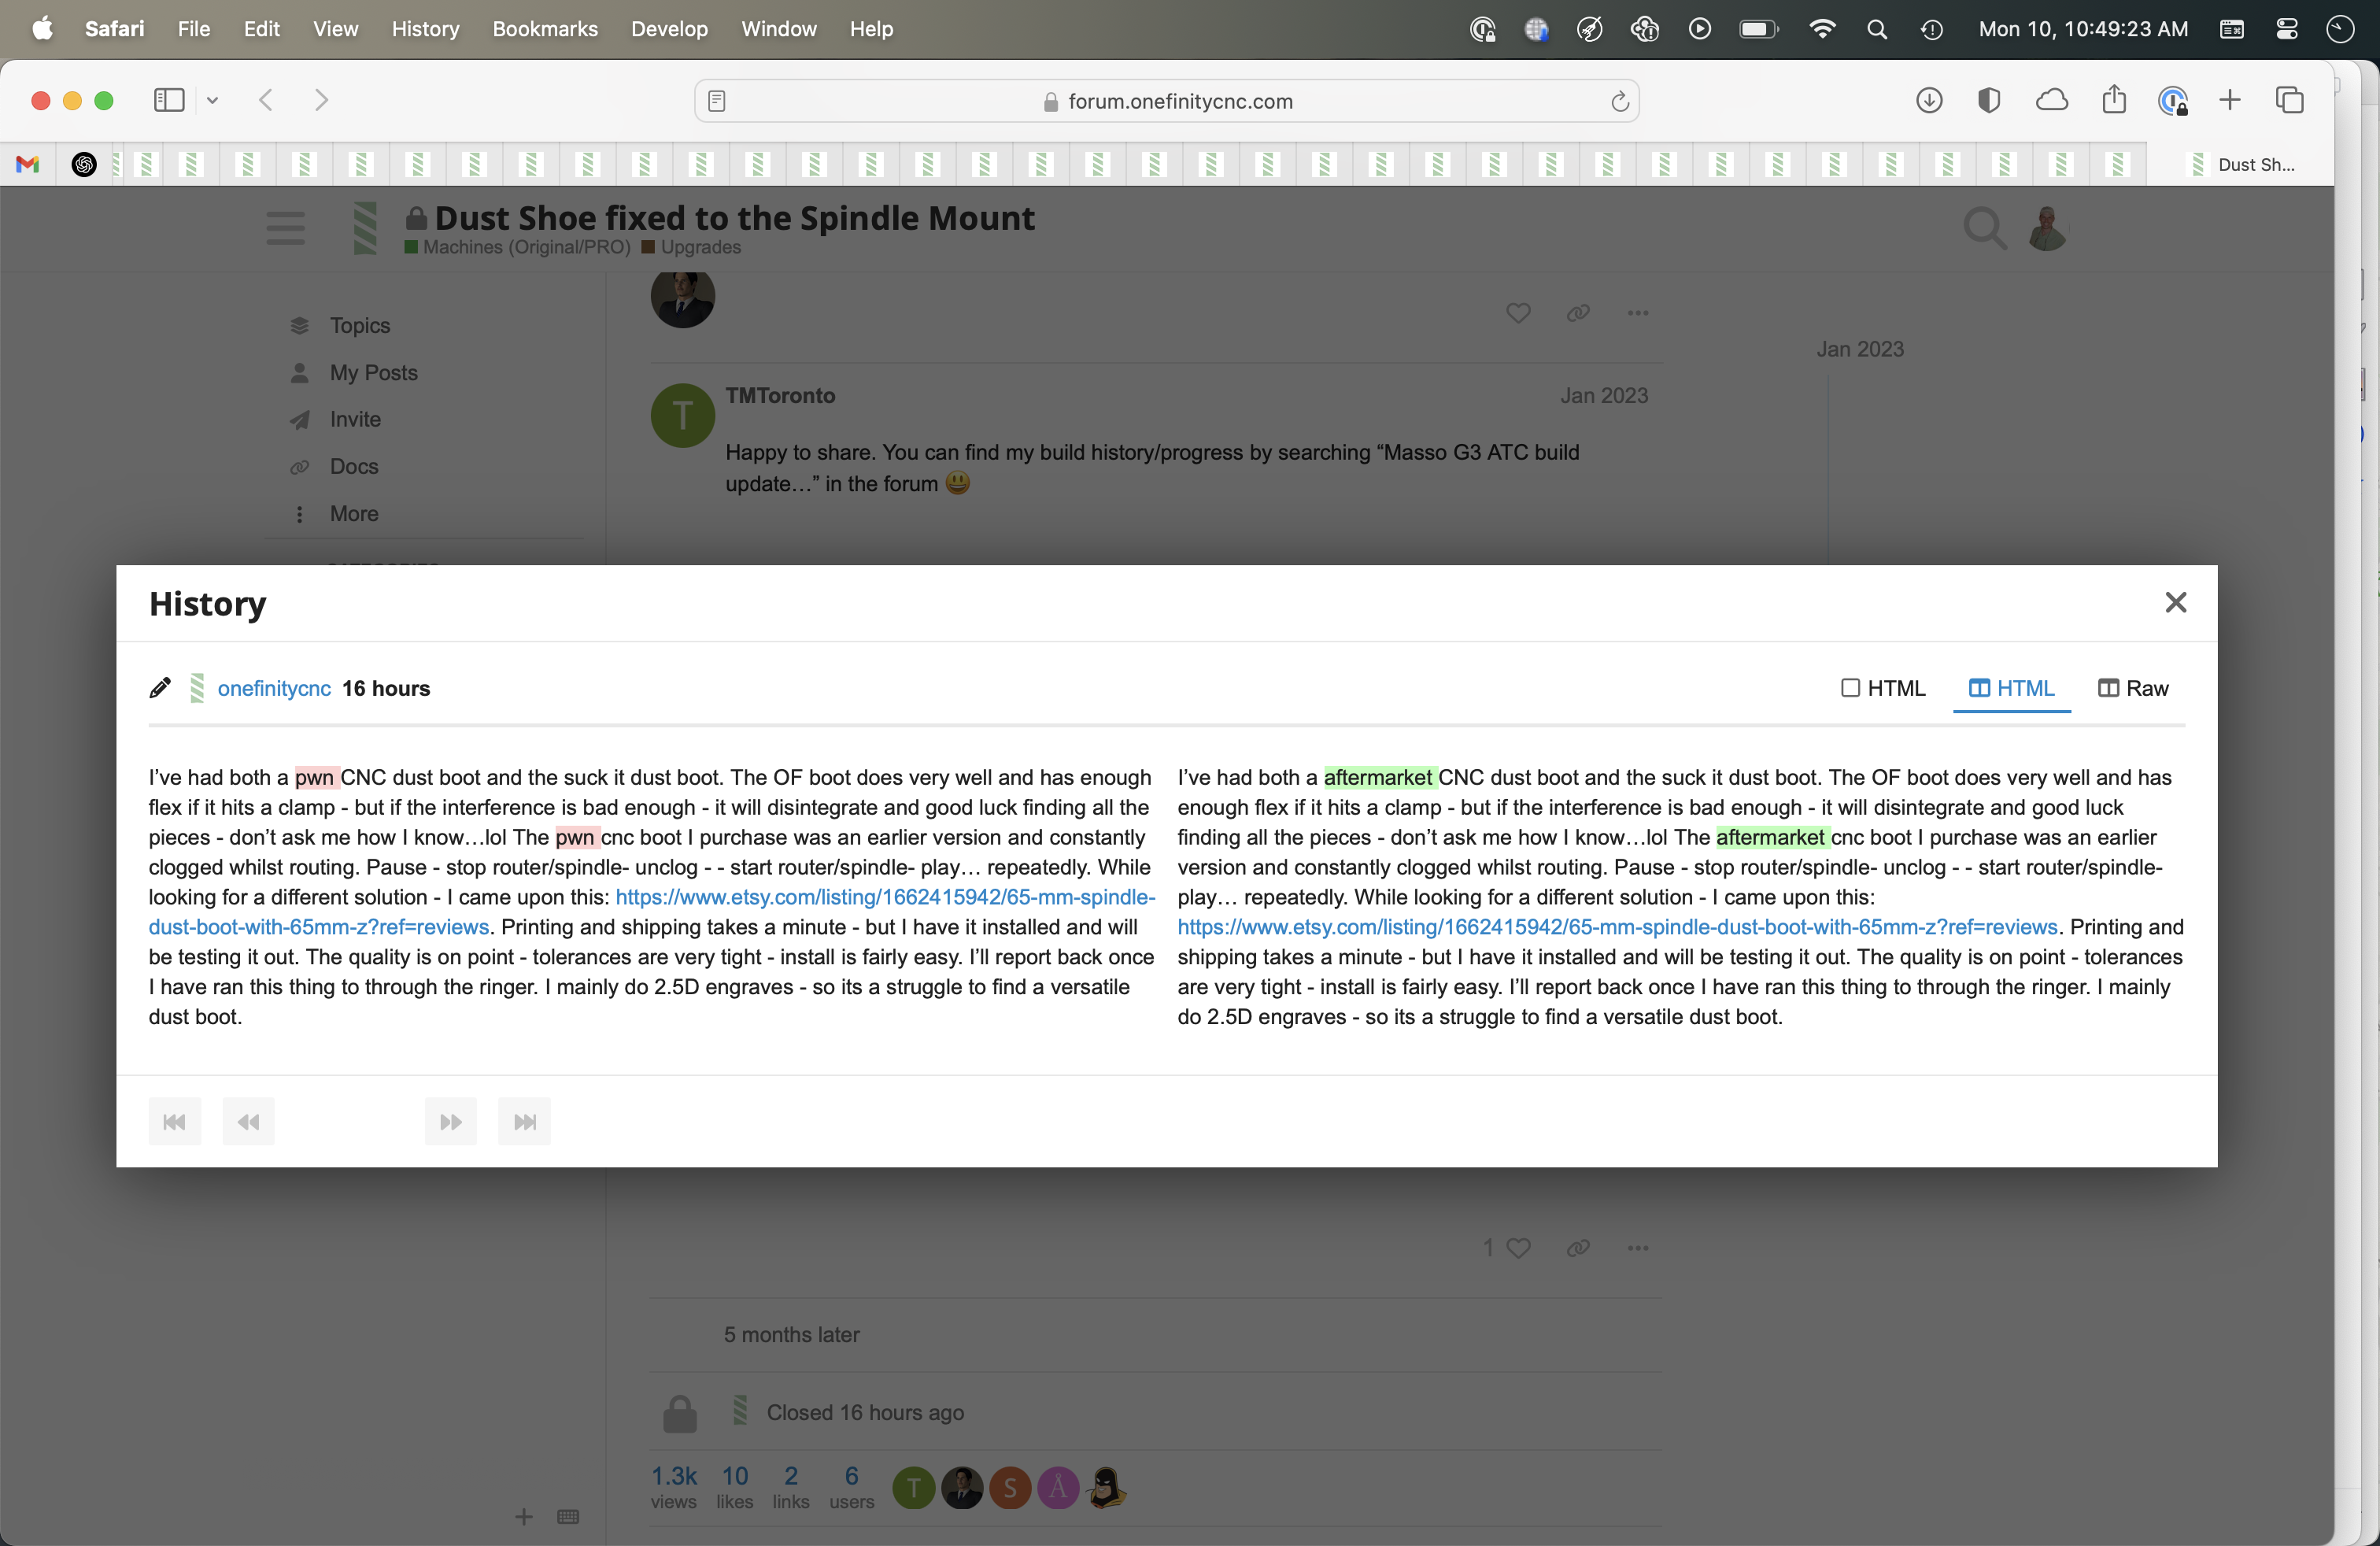 Safari File Edit View History Bookmarks Develop Window Help Mon 10, 10:49:23 AM
forum.onefinitycnc.com
Dust Sh...
Dust Shoe fixed to the Spindle Mount
Machines (Original/PRO) Upgrades
Topics
My Posts
Invite
Docs
More
Jan 2023
T
TMToronto Jan 2023
Happy to share. You can find my build history/progress by searching “Masso G3 ATC build
update…” in the forum 😃
History
onefinitycnc 16 hours
HTML HTML Raw
I’ve had both a pwn CNC dust boot and the suck it dust boot. The OF boot does very well and has enough
flex if it hits a clamp - but if the interference is bad enough - it will disintegrate and good luck finding all the
pieces - don’t ask me how I know…lol The pwn cnc boot I purchase was an earlier version and constantly
clogged whilst routing. Pause - stop router/spindle- unclog - - start router/spindle- play… repeatedly. While
looking for a different solution - I came upon this: https://www.etsy.com/listing/1662415942/65-mm-spindle-
dust-boot-with-65mm-z?ref=reviews. Printing and shipping takes a minute - but I have it installed and will
be testing it out. The quality is on point - tolerances are very tight - install is fairly easy. I’ll report back once
I have ran this thing to through the ringer. I mainly do 2.5D engraves - so its a struggle to find a versatile
dust boot.
I’ve had both a aftermarket CNC dust boot and the suck it dust boot. The OF boot does very well and has
enough flex if it hits a clamp - but if the interference is bad enough - it will disintegrate and good luck
finding all the pieces - don’t ask me how I know…lol The aftermarket cnc boot I purchase was an earlier
version and constantly clogged whilst routing. Pause - stop router/spindle- unclog - - start router/spindle-
play… repeatedly. While looking for a different solution - I came upon this:
https://www.etsy.com/listing/1662415942/65-mm-spindle-dust-boot-with-65mm-z?ref=reviews. Printing and
shipping takes a minute - but I have it installed and will be testing it out. The quality is on point - tolerances
are very tight - install is fairly easy. I’ll report back once I have ran this thing to through the ringer. I mainly
do 2.5D engraves - so its a struggle to find a versatile dust boot.
1
5 months later
Closed 16 hours ago
1.3k 10 2 6
views likes links users
T S Å